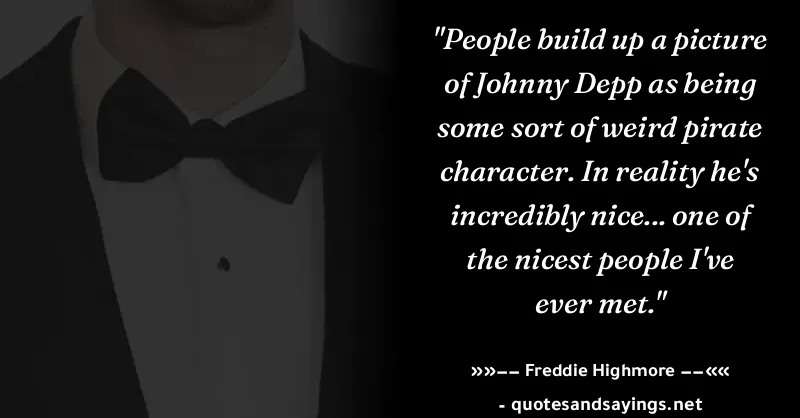 "People build up a picture
of Johnny Depp as being
some sort of weird pirate
character. In reality he's
incredibly nice... one of
the nicest people I've
ever met."
»»–– Freddie Highmore ––««
- quotesandsayings.net